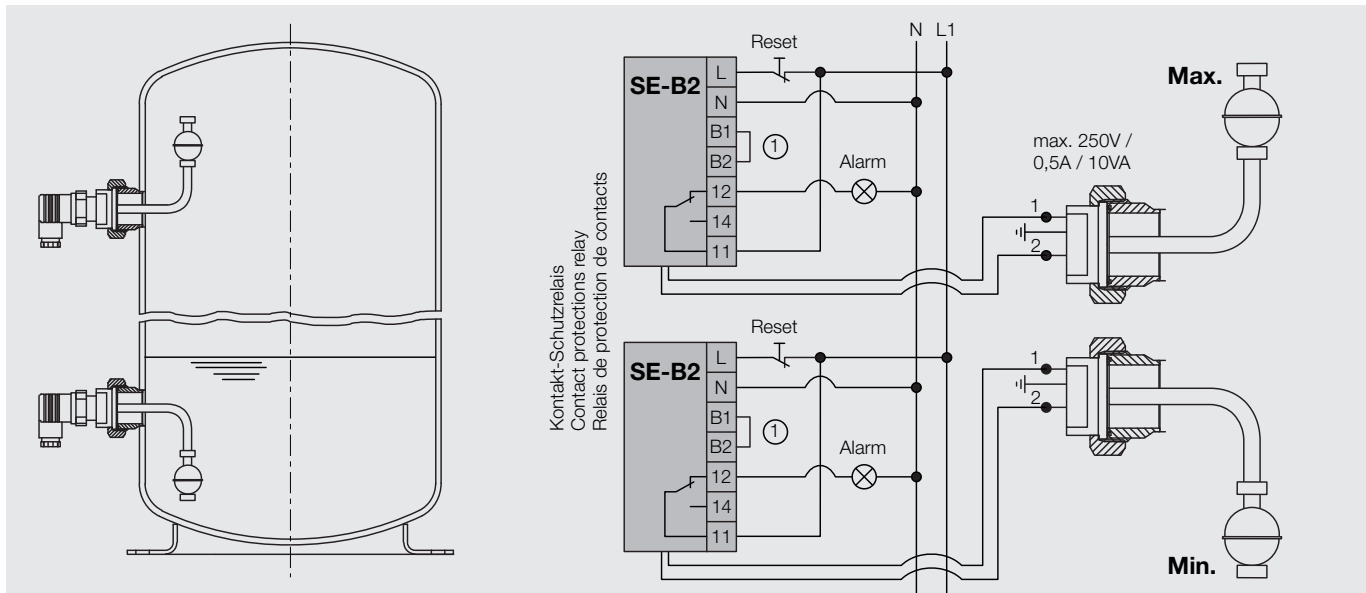 N L1
Reset
SE-B2
L
N
B1
B2
12
14
11
1
Alarm
max. 250V /
0,5A / 10VA
1
2
Max.
Kontakt-Schutzrelais
Contact protections relay
Relais de protection de contacts
Reset
SE-B2
L
N
B1
B2
12
14
11
1
Alarm
1
2
Min.